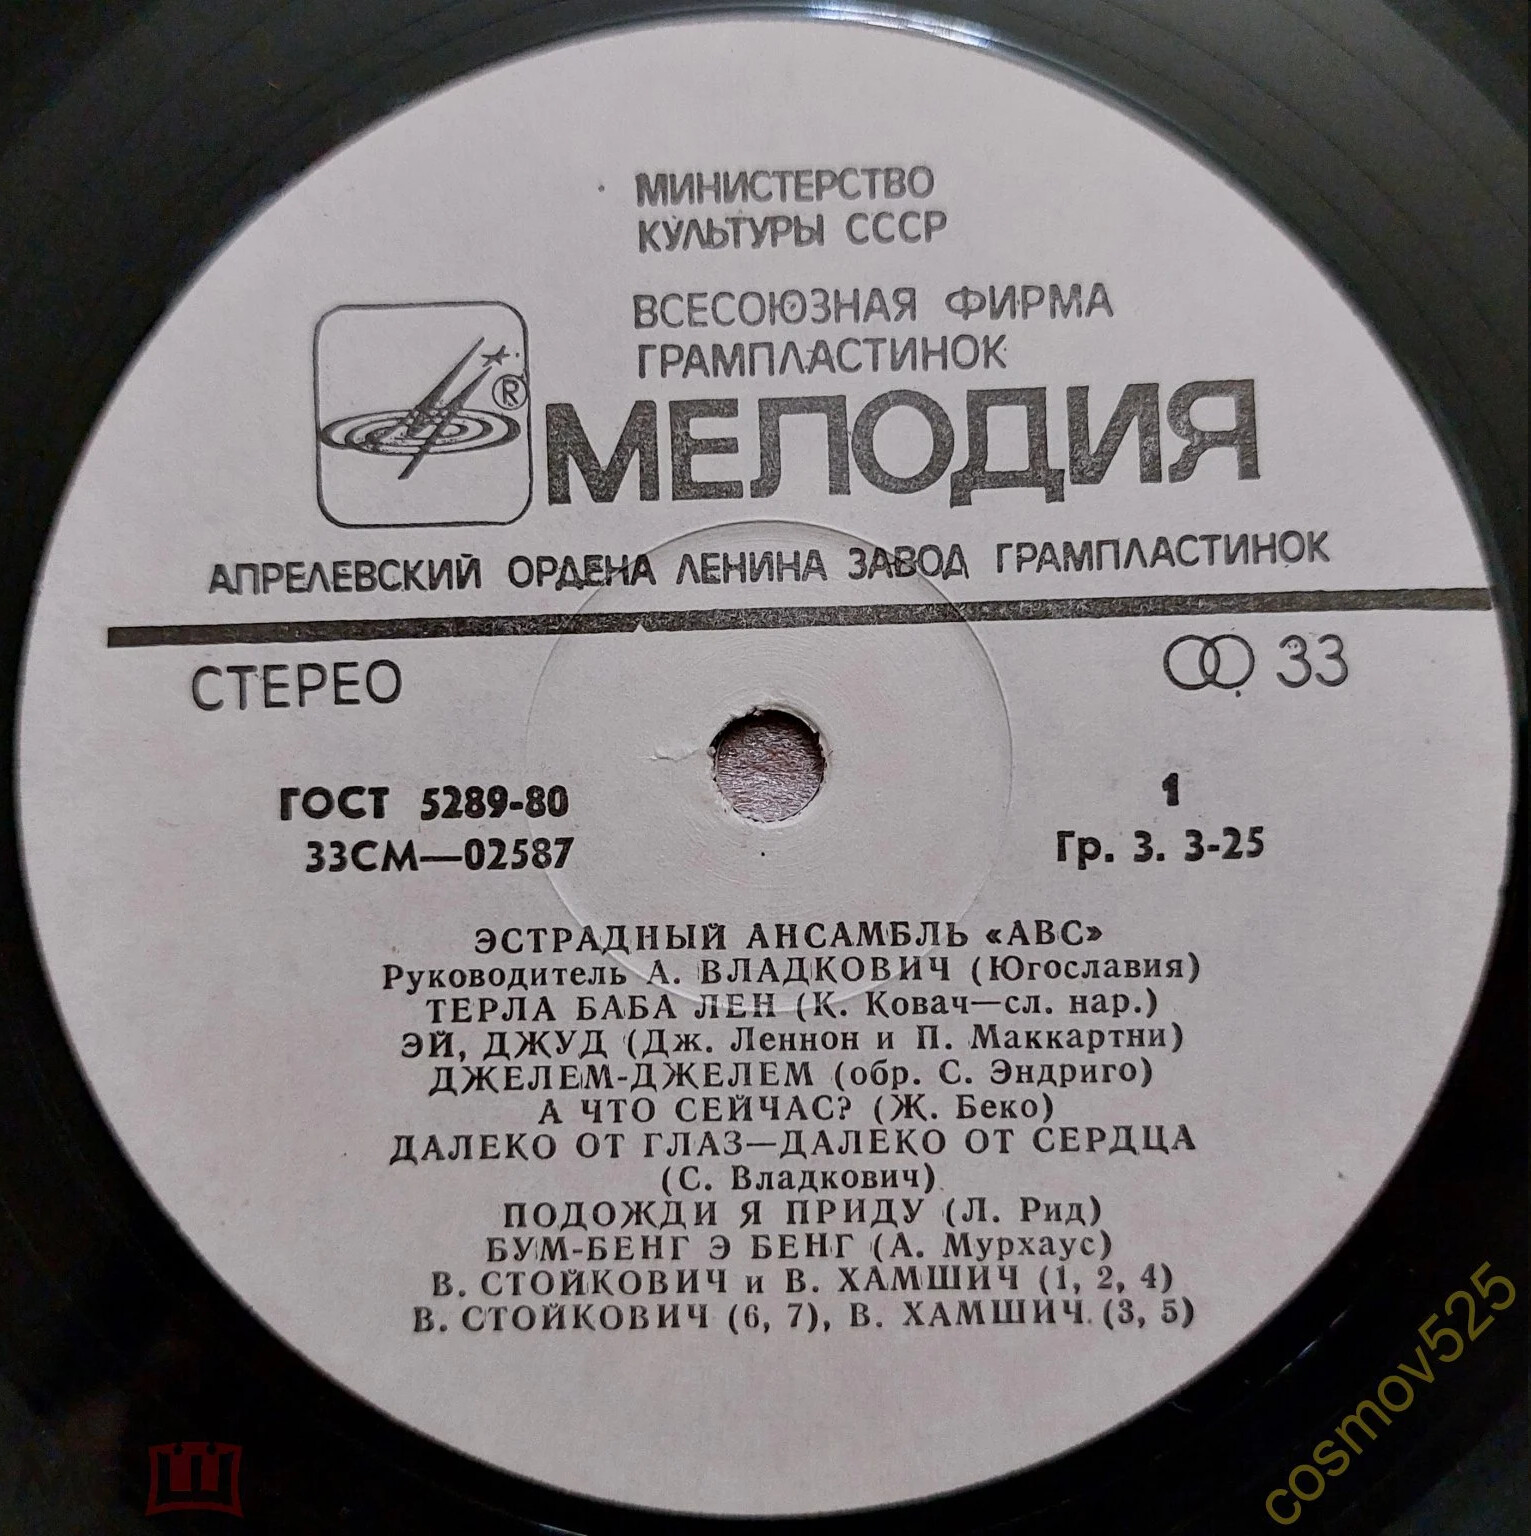 МИНИСТЕРСТВО
КУЛЬТУРЫ СССР
ВСЕСОЮЗНАЯ ФИРМА
ГРАМПЛАСТИНОК
®
МЕЛОДИЯ
АПРЕЛЕВСКИЙ ОРДЕНА ЛЕНИНА ЗАВОД ГРАМПЛАСТИНОК
СТЕРЕО 33
ГОСТ 5289-80 1
33СМ—02587 Гр. 3. 3-25
ЭСТРАДНЫЙ АНСАМБЛЬ «АВС»
Руководитель А. ВЛАДКОВИЧ (Югославия)
ТЕРЛА БАБА ЛЕН (К. Ковач—сл. нар.)
ЭЙ, ДЖУД (Дж. Леннон и П. Маккартни)
ДЖЕЛЕМ-ДЖЕЛЕМ (обр. С. Эндриго)
А ЧТО СЕЙЧАС? (Ж. Беко)
ДАЛЕКО ОТ ГЛАЗ—ДАЛЕКО ОТ СЕРДЦА
(С. Владкович)
ПОДОЖДИ Я ПРИДУ (Л. Рид)
БУМ-БЕНГ Э БЕНГ (А. Мурхаус)
В. СТОЙКОВИЧ и В. ХАМШИЧ (1, 2, 4)
В. СТОЙКОВИЧ (6, 7), В. ХАМШИЧ (3, 5)
cosmov525